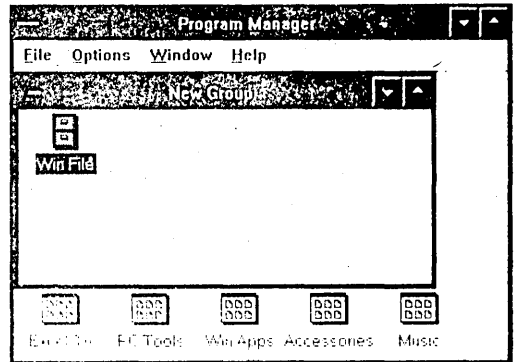 Program Manager
File Options Window Help
New Group
Win File
PC Tools Win Apps Accessories Music